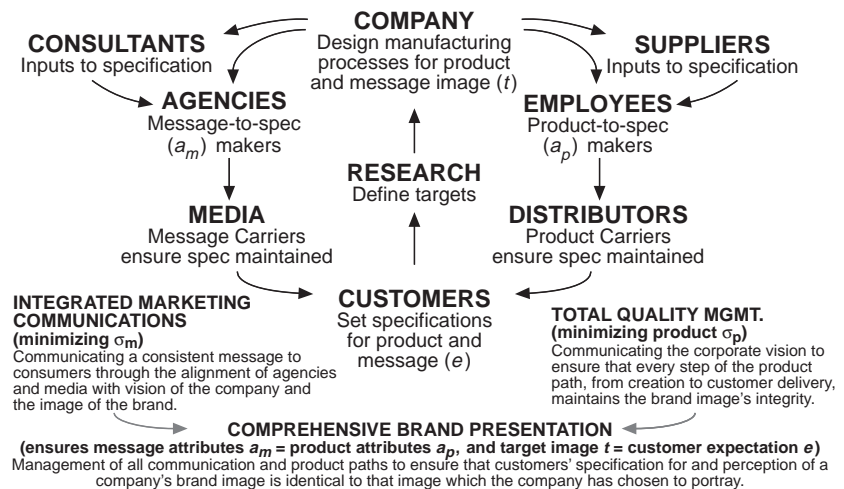 COMPANY
Design manufacturing
processes for product
and message image (t)
CONSULTANTS
Inputs to specification
SUPPLIERS
Inputs to specification
AGENCIES
Message-to-spec
(aₘ) makers
EMPLOYEES
Product-to-spec
(aₚ) makers
RESEARCH
Define targets
MEDIA
Message Carriers
ensure spec maintained
DISTRIBUTORS
Product Carriers
ensure spec maintained
CUSTOMERS
Set specifications
for product and
message (e)
INTEGRATED MARKETING
COMMUNICATIONS
(minimizing σₘ)
Communicating a consistent message to
consumers through the alignment of agencies
and media with vision of the company and
the image of the brand.
TOTAL QUALITY MGMT.
(minimizing product σₚ)
Communicating the corporate vision to
ensure that every step of the product
path, from creation to customer delivery,
maintains the brand image's integrity.
COMPREHENSIVE BRAND PRESENTATION
(ensures message attributes aₘ = product attributes aₚ, and target image t = customer expectation e)
Management of all communication and product paths to ensure that customers' specification for and perception of a
company's brand image is identical to that image which the company has chosen to portray.